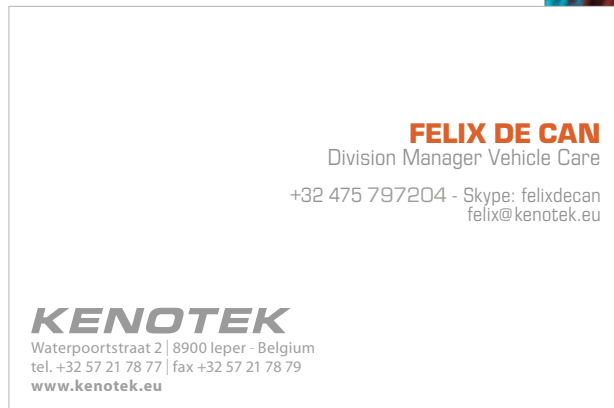 FELIX DE CAN
Division Manager Vehicle Care
+32 475 797204 - Skype: felixdecan
felix@kenotek.eu
KENOTEK
Waterpoortstraat 2 | 8900 Ieper - Belgium
tel. +32 57 21 78 77 | fax +32 57 21 78 79
www.kenotek.eu